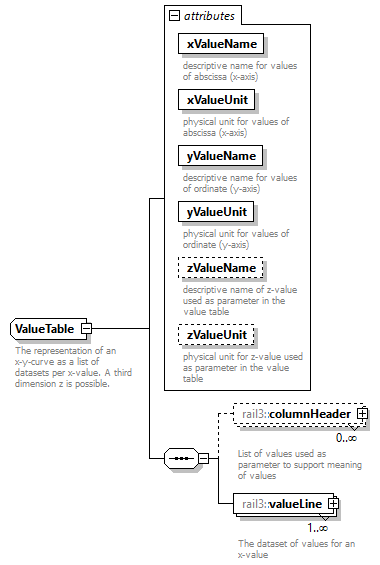 attributes
xValueName
descriptive name for values
of abscissa (x-axis)
xValueUnit
physical unit for values of
abscissa (x-axis)
yValueName
descriptive name for values
of ordinate (y-axis)
yValueUnit
physical unit for values of
ordinate (y-axis)
zValueName
descriptive name of z-value
used as parameter in the
value table
zValueUnit
physical unit for z-value used
as parameter in the value
table
ValueTable
The representation of an
x-y-curve as a list of
datasets per x-value. A third
dimension z is possible.
rail3::columnHeader
0..∞
List of values used as
parameter to support meaning
of values
rail3::valueLine
1..∞
The dataset of values for an
x-value